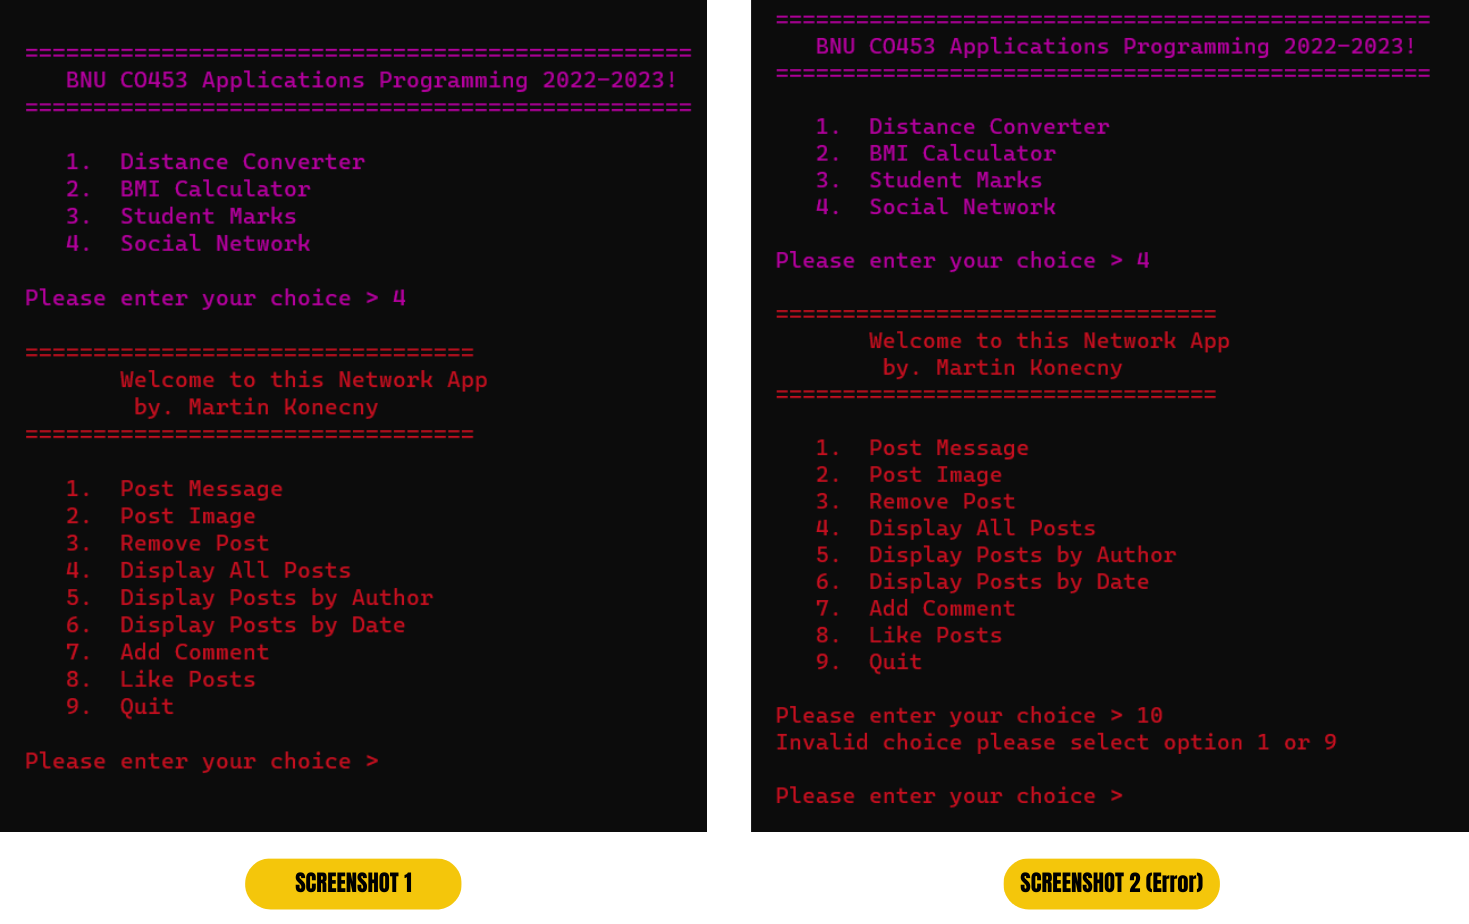 ==================================================
BNU CO453 Applications Programming 2022-2023!
==================================================
1. Distance Converter
2. BMI Calculator
3. Student Marks
4. Social Network
Please enter your choice > 4
=================================
Welcome to this Network App
by. Martin Konecny
=================================
1. Post Message
2. Post Image
3. Remove Post
4. Display All Posts
5. Display Posts by Author
6. Display Posts by Date
7. Add Comment
8. Like Posts
9. Quit
Please enter your choice >
SCREENSHOT 1
==================================================
BNU CO453 Applications Programming 2022-2023!
==================================================
1. Distance Converter
2. BMI Calculator
3. Student Marks
4. Social Network
Please enter your choice > 4
=================================
Welcome to this Network App
by. Martin Konecny
=================================
1. Post Message
2. Post Image
3. Remove Post
4. Display All Posts
5. Display Posts by Author
6. Display Posts by Date
7. Add Comment
8. Like Posts
9. Quit
Please enter your choice > 10
Invalid choice please select option 1 or 9
Please enter your choice >
SCREENSHOT 2 (Error)